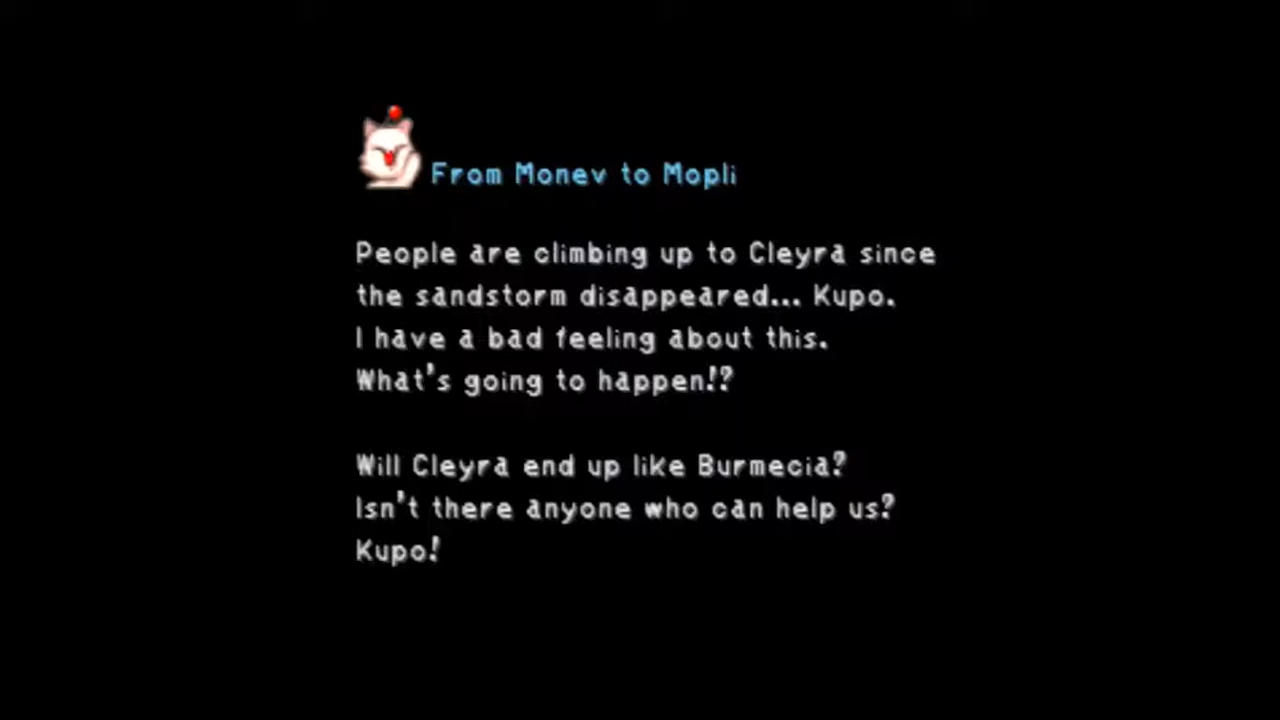 From Monev to Mopli
People are climbing up to Cleyra since
the sandstorm disappeared... Kupo.
I have a bad feeling about this.
What's going to happen!?
Will Cleyra end up like Burmecia?
Isn't there anyone who can help us?
Kupo!